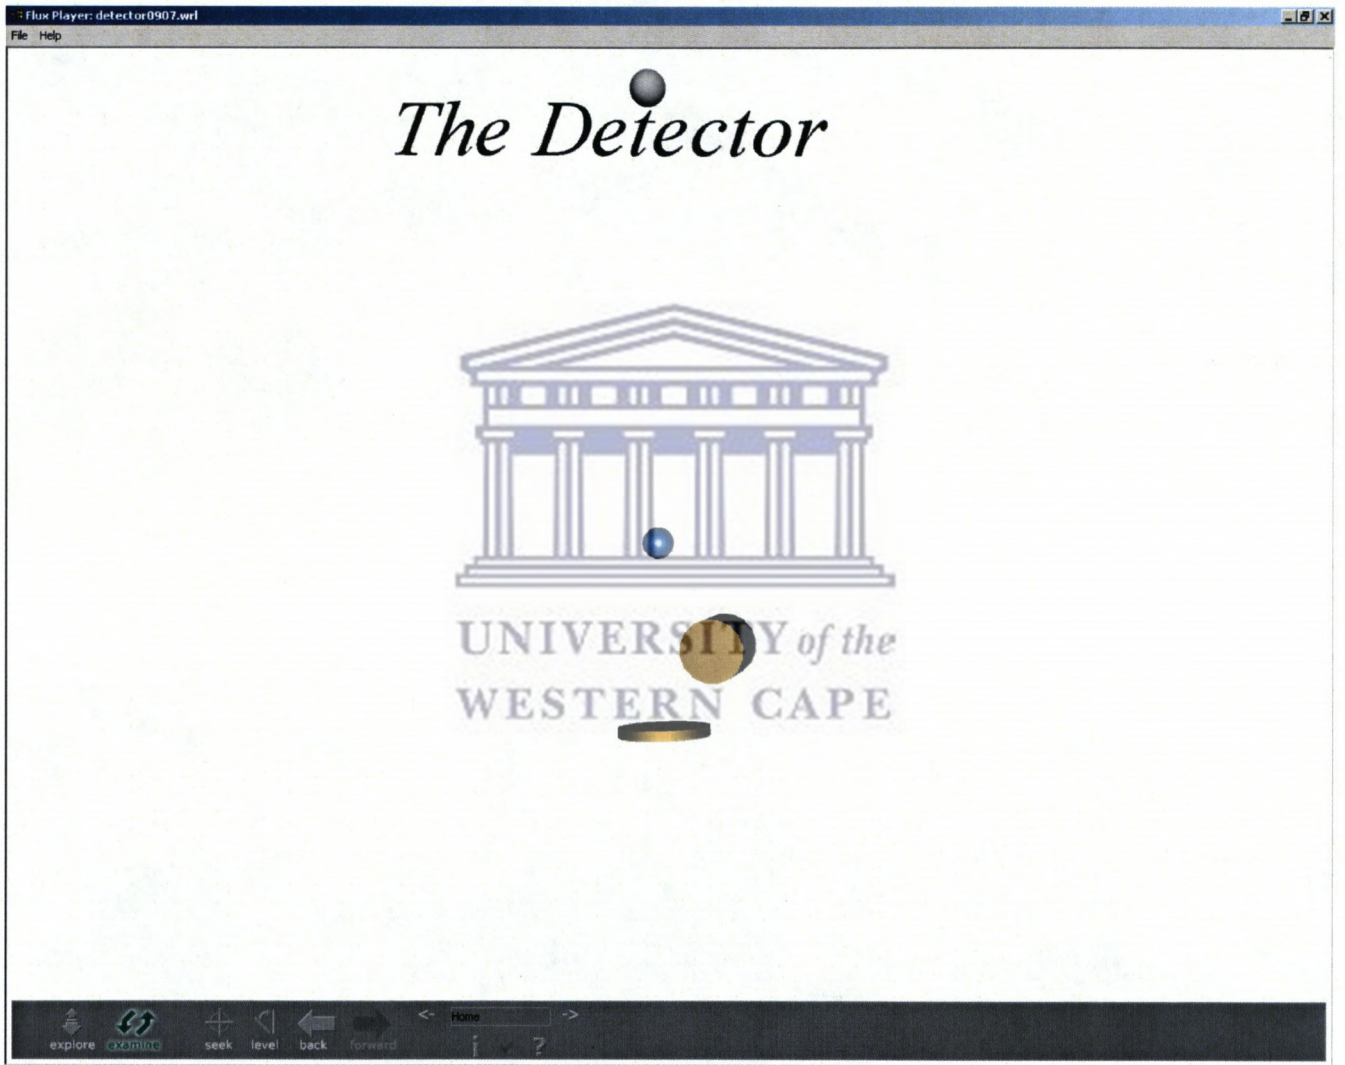 Flux Player: detector0907.wrl
File Help
The Detector
UNIVERSITY of the
WESTERN CAPE
explore examine seek level back forward <- Home ->
i ?